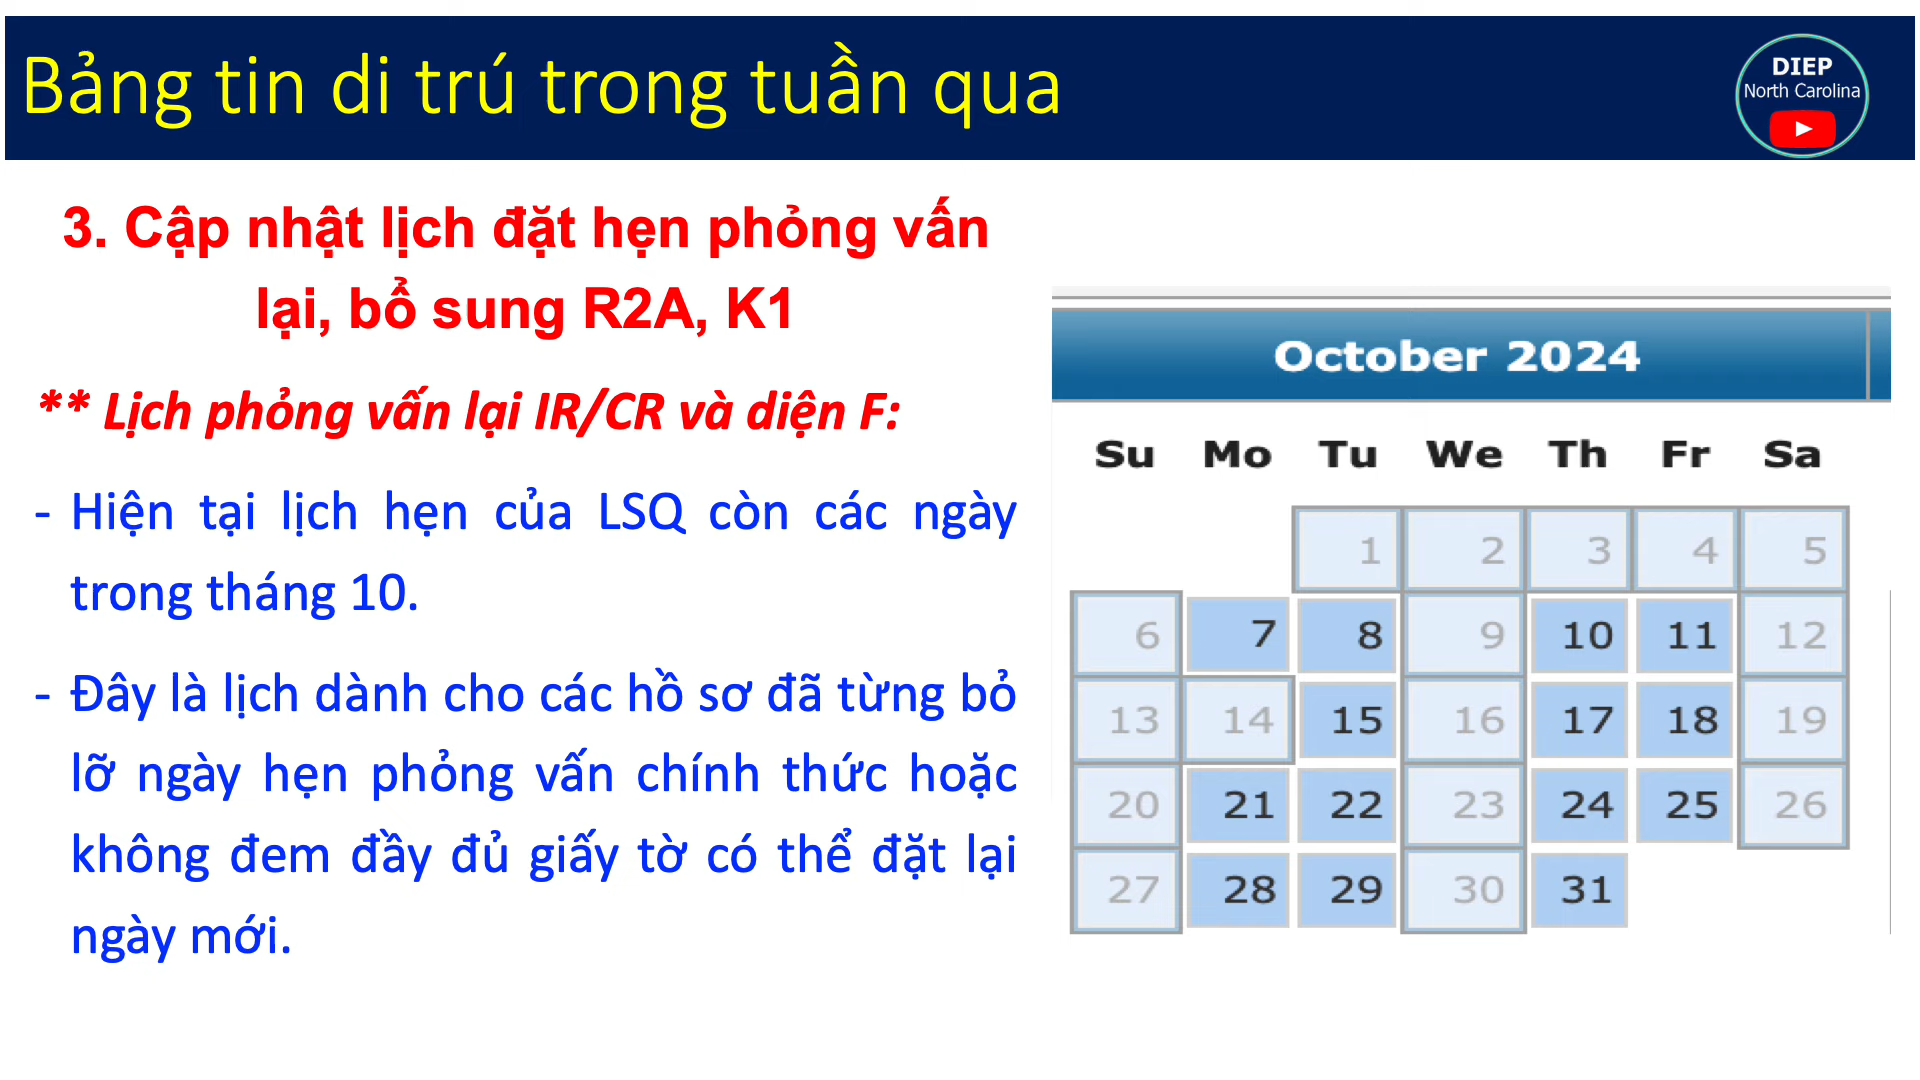 Bảng tin di trú trong tuần qua
DIEP
North Carolina
3. Cập nhật lịch đặt hẹn phỏng vấn
lại, bổ sung R2A, K1
** Lịch phỏng vấn lại IR/CR và diện F:
- Hiện tại lịch hẹn của LSQ còn các ngày
trong tháng 10.
- Đây là lịch dành cho các hồ sơ đã từng bỏ
lỡ ngày hẹn phỏng vấn chính thức hoặc
không đem đầy đủ giấy tờ có thể đặt lại
ngày mới.
October 2024
Su Mo Tu We Th Fr Sa
1 2 3 4 5
6 7 8 9 10 11 12
13 14 15 16 17 18 19
20 21 22 23 24 25 26
27 28 29 30 31